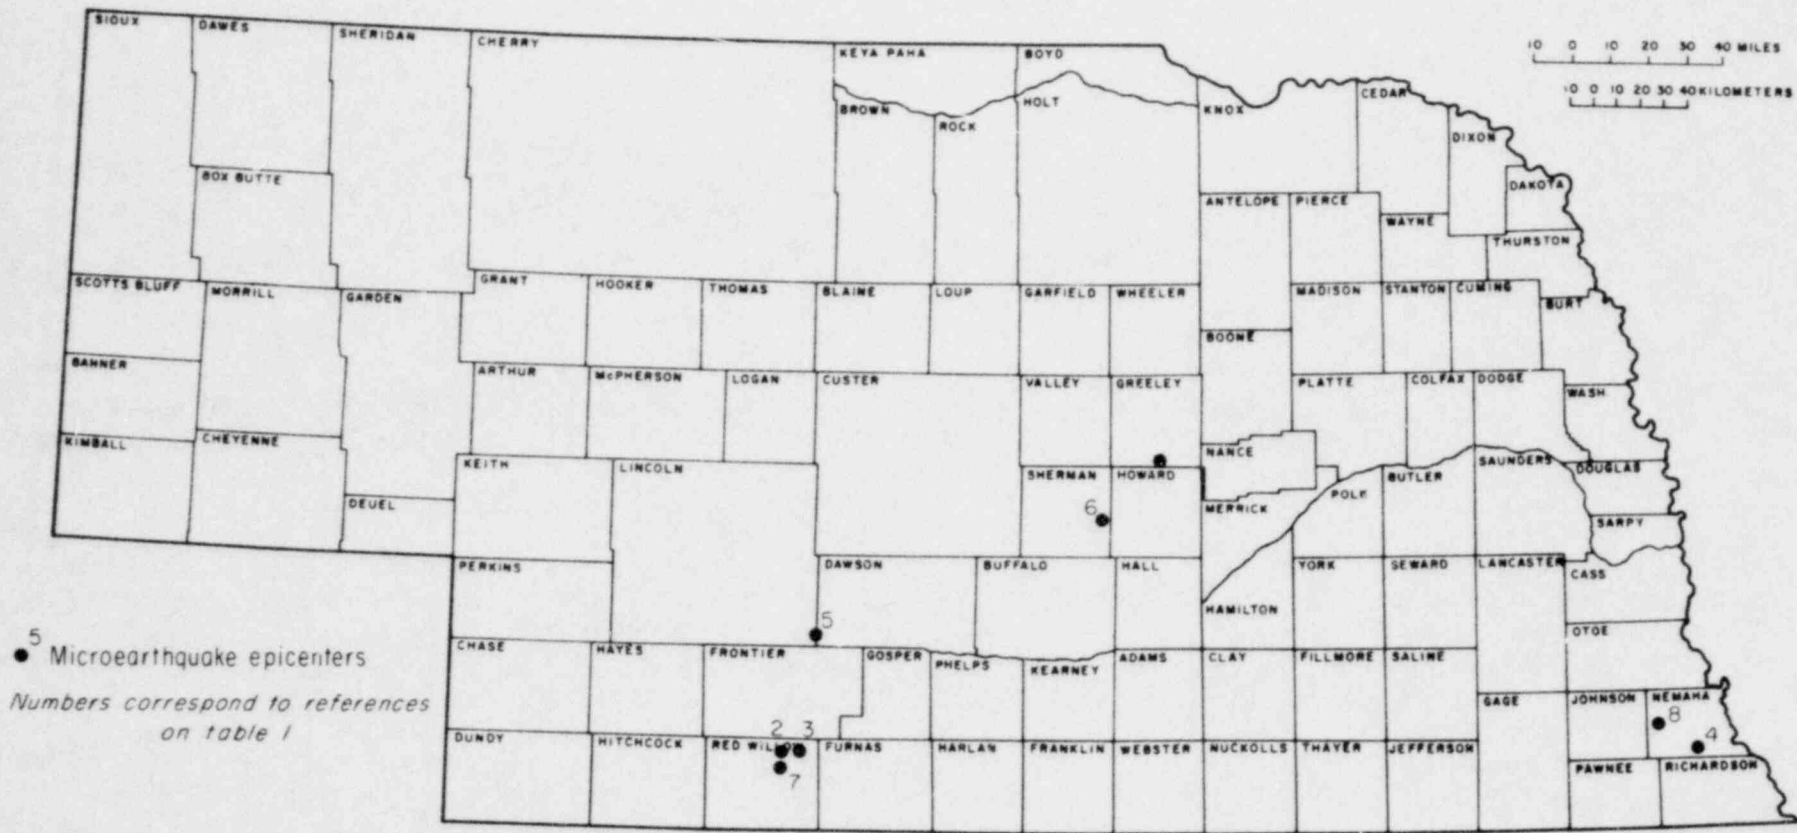 SIOUX
DAWES
SHERIDAN
CHERRY
KEYA PAHA
BOYD
10 0 10 20 30 40 MILES
10 0 10 20 30 40 KILOMETERS
BROWN
ROCK
HOLT
KNOX
CEDAR
DIXON
DAKOTA
BOX BUTTE
ANTELOPE
PIERCE
WAYNE
THURSTON
SCOTTS BLUFF
MORRILL
GARDEN
GRANT
HOOKER
THOMAS
BLAINE
LOUP
GARFIELD
WHEELER
MADISON
STANTON
CUMING
BURT
BOONE
BANNER
ARTHUR
McPHERSON
LOGAN
CUSTER
VALLEY
GREELEY
PLATTE
COLFAX
DODGE
WASH
KIMBALL
CHEYENNE
KEITH
LINCOLN
NANCE
SAUNDERS
DOUGLAS
DEUEL
SHERMAN
HOWARD
MERRICK
POLK
BUTLER
6
SARPY
PERKINS
DAWSON
BUFFALO
HALL
YORK
SEWARD
LANCASTER
CASS
HAMILTON
5
OTOE
5 Microearthquake epicenters
Numbers correspond to references
on table 1
CHASE
HAYES
FRONTIER
GOSPER
PHELPS
KEARNEY
ADAMS
CLAY
FILLMORE
SALINE
GAGE
JOHNSON
NEMAHA
8
4
2 3
DUNDY
HITCHCOCK
RED WILLOW
FURNAS
HARLAN
FRANKLIN
WEBSTER
NUCKOLLS
THAYER
JEFFERSON
PAWNEE
RICHARDSON
7